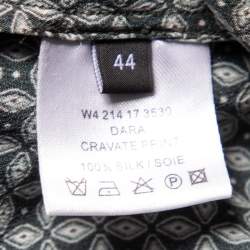 44
W4 214 17 3530
DARA
CRAVATE PRINT
100% SILK / SOIE